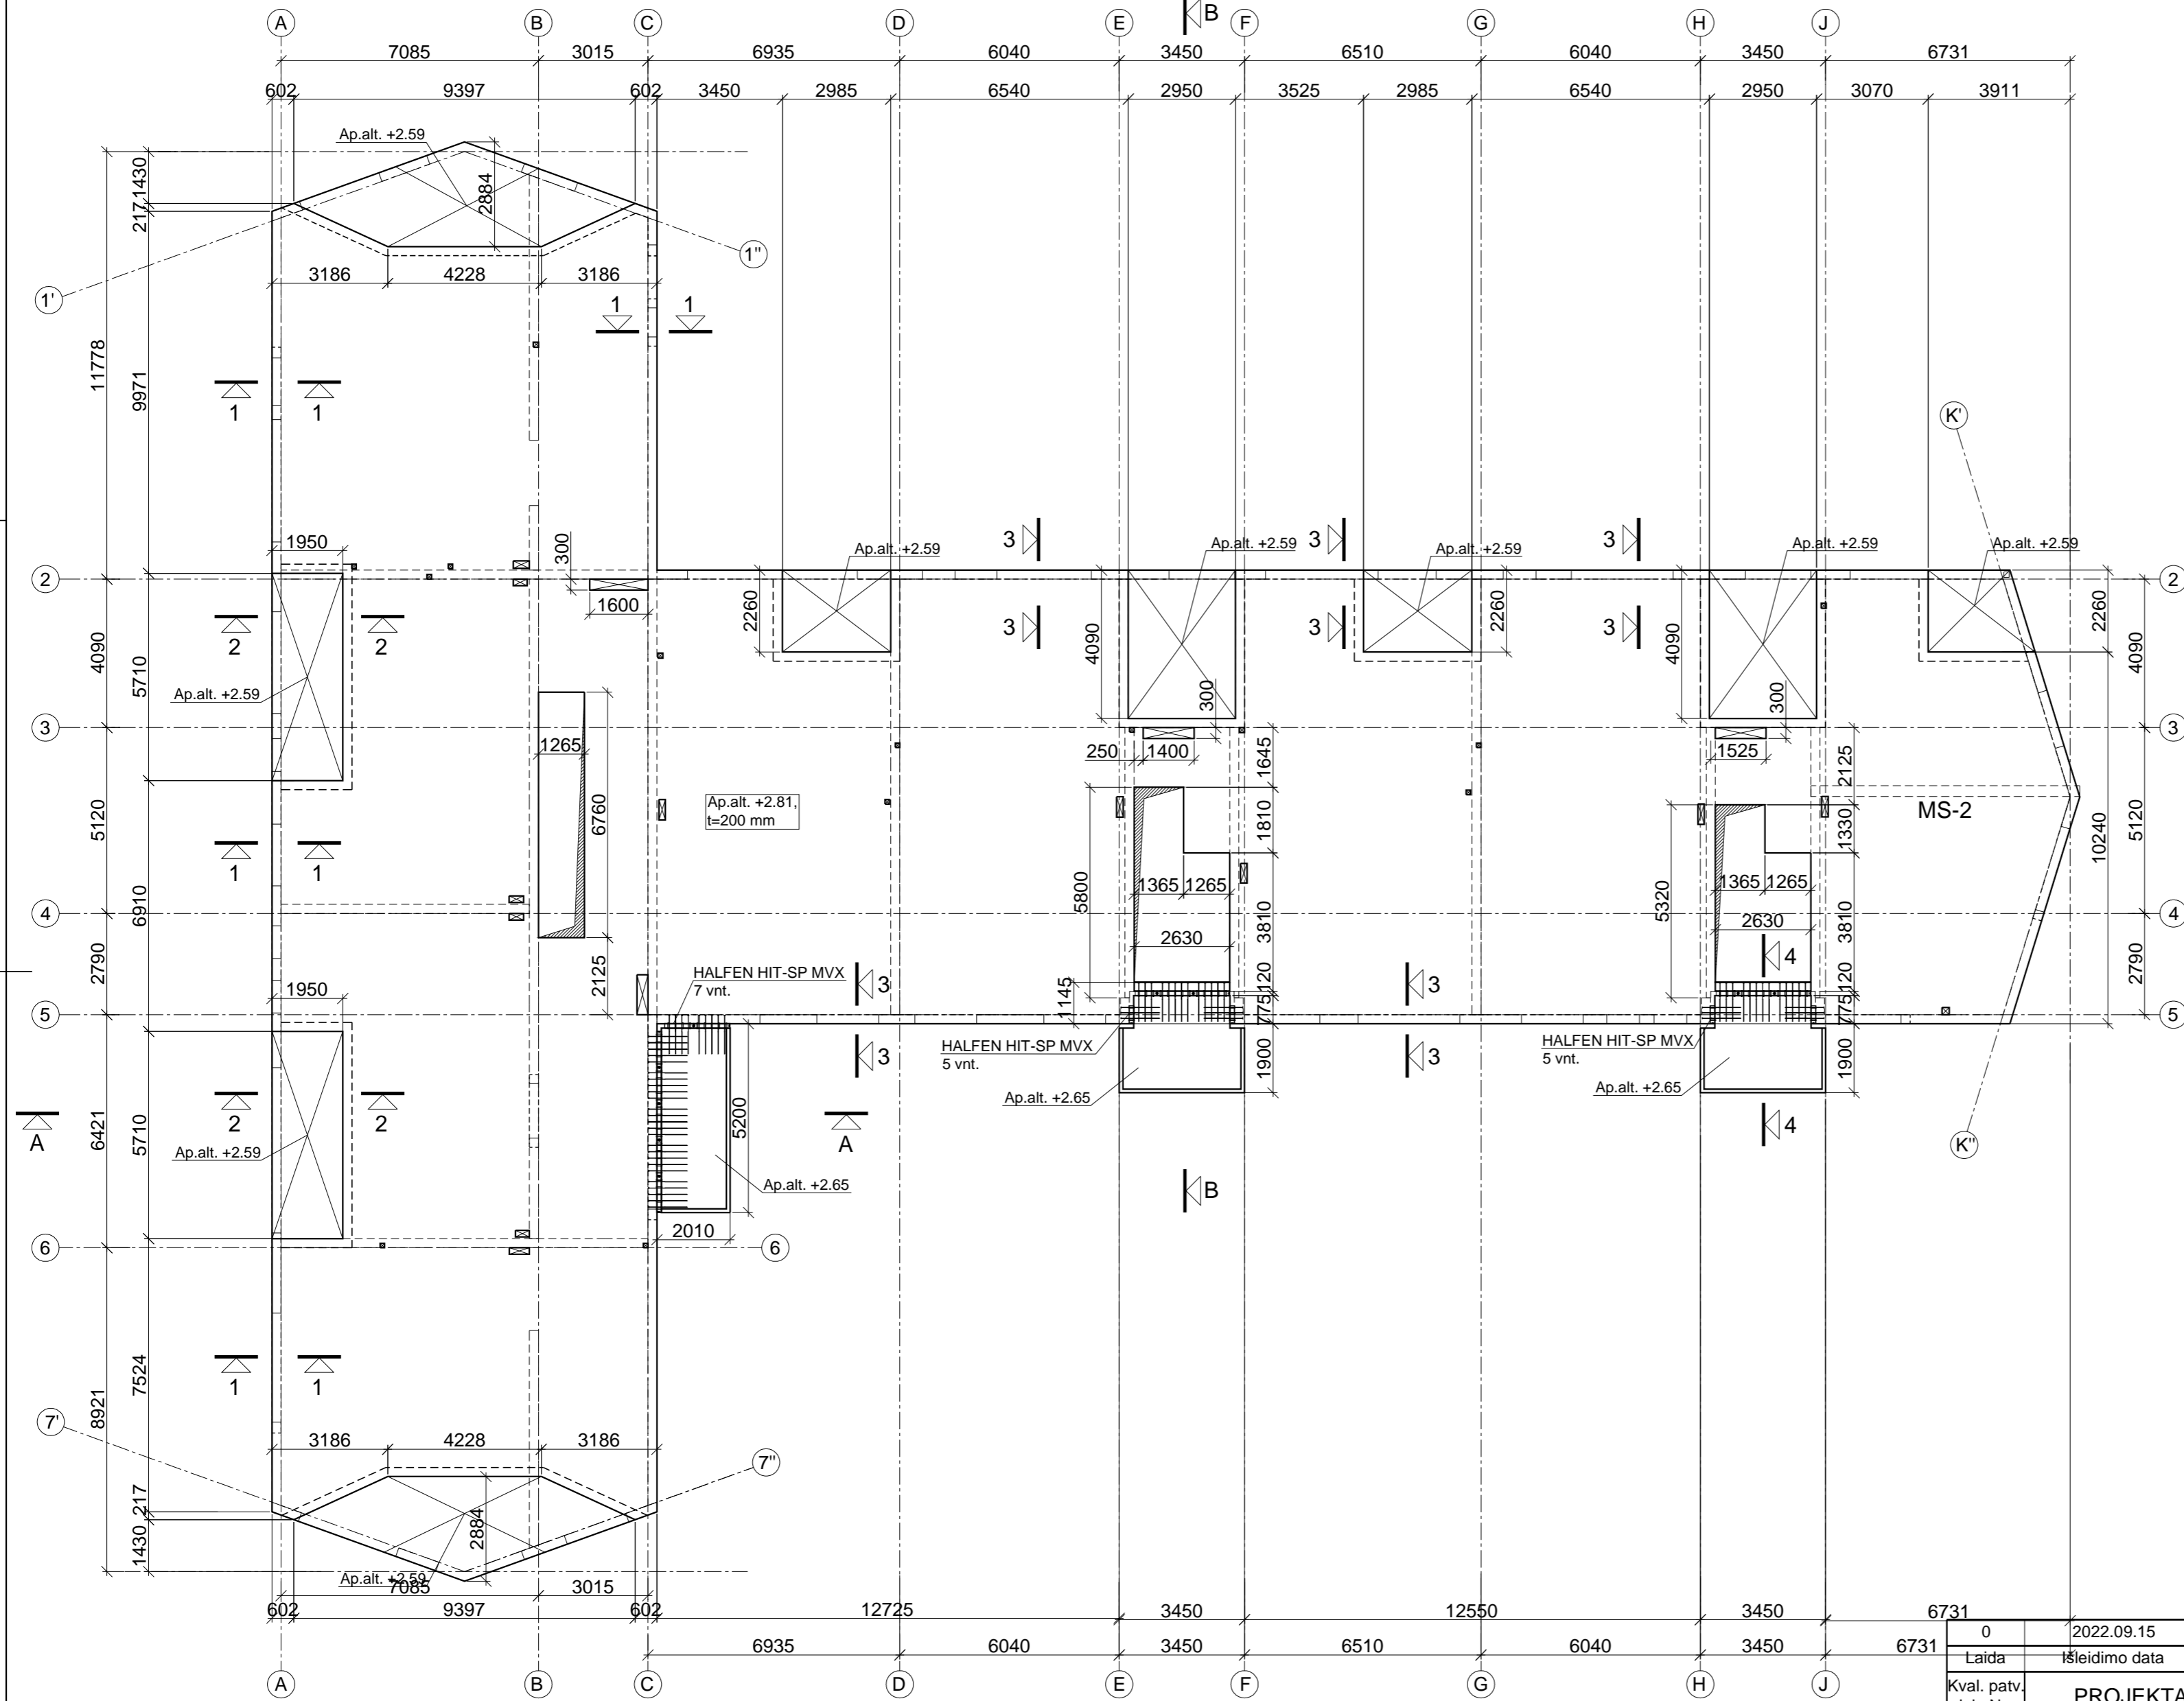 B
A B C D E F G H J
7085 3015 6935 6040 3450 6510 6040 3450 6731
602 9397 602 3450 2985 6540 2950 3525 2985 6540 2950 3070 3911
Ap.alt. +2.59
1430
2884
217
1"
3186 4228 3186
1'
1 1
11778
9971
1 1
K'
1950
300
3 3 3
Ap.alt. +2.59 Ap.alt. +2.59 Ap.alt. +2.59 Ap.alt. +2.59 Ap.alt. +2.59
2 2
1600
2 2
3 3 3
2260 4090 2260 4090 2260
4090 5710 4090
Ap.alt. +2.59
300 300
3 3
1265
250 1400 1645
1525 2125
6760
Ap.alt. +2.81,
t=200 mm
MS-2
5120 1810 1330 5120
10240
1 1
5800 1365 1265
5320 1365 1265
6910
4 4
2630 3810
2630 3810
4
2790 2125 2790
HALFEN HIT-SP MVX
7 vnt.
3 3
1950
1145 120 120
5 5
775 775
HALFEN HIT-SP MVX
5 vnt.
HALFEN HIT-SP MVX
5 vnt.
3 3
1900 1900
Ap.alt. +2.65
Ap.alt. +2.65
2 2
A A
4
5200
6421 5710
Ap.alt. +2.59
K"
Ap.alt. +2.65
B
2010
6 6
1 1
7524
8921
7'
3186 4228 3186
7"
217
2884
1430
Ap.alt. +2.59
7085 3015
602 9397 602 12725 3450 12550 3450 6731
6935 6040 3450 6510 6040 3450 6731
A B C D E F G H J
0 2022.09.15
Laida Išleidimo data
Kval. patv.
PROJEKTA